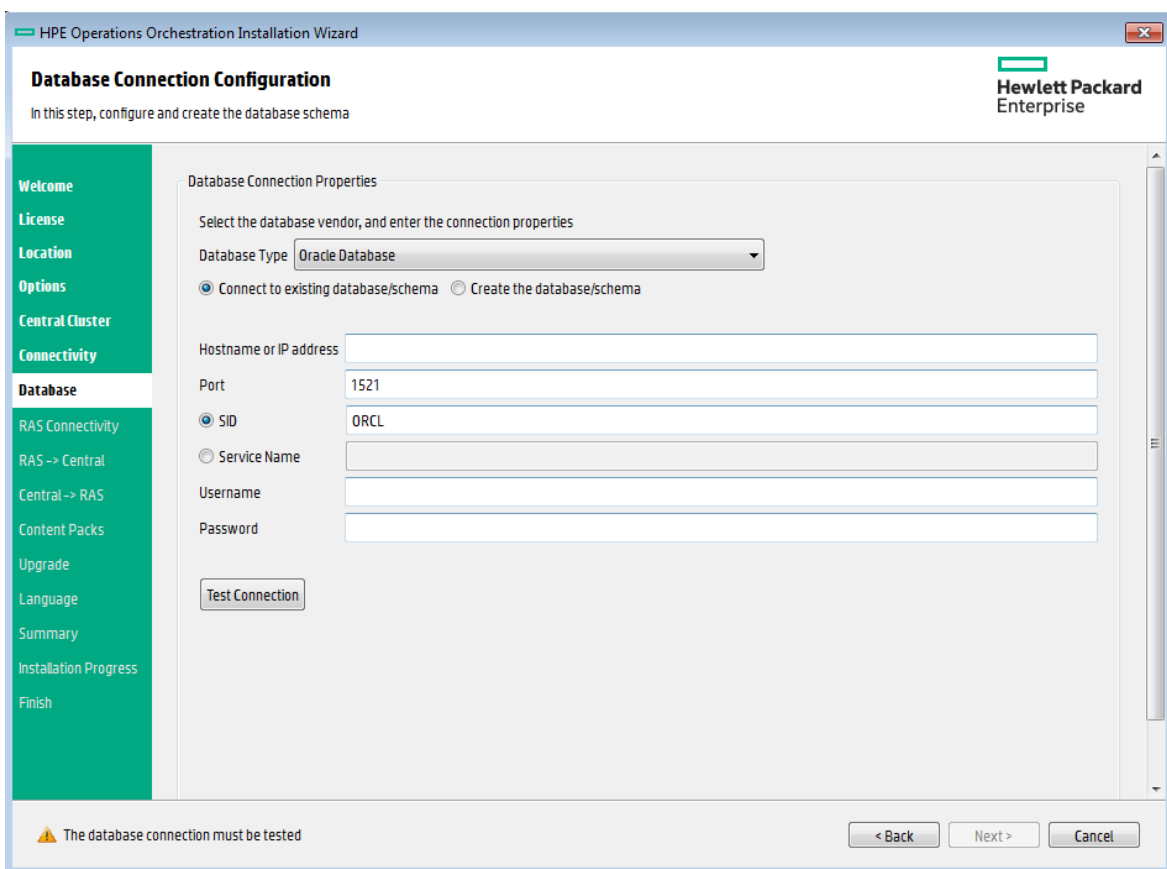 HPE Operations Orchestration Installation Wizard
Database Connection Configuration
In this step, configure and create the database schema
Hewlett Packard
Enterprise
Welcome
License
Location
Options
Central Cluster
Connectivity
Database
RAS Connectivity
RAS -> Central
Central -> RAS
Content Packs
Upgrade
Language
Summary
Installation Progress
Finish
Database Connection Properties
Select the database vendor, and enter the connection properties
Database Type Oracle Database
Connect to existing database/schema Create the database/schema
Hostname or IP address
Port 1521
SID ORCL
Service Name
Username
Password
Test Connection
The database connection must be tested
< Back Next > Cancel